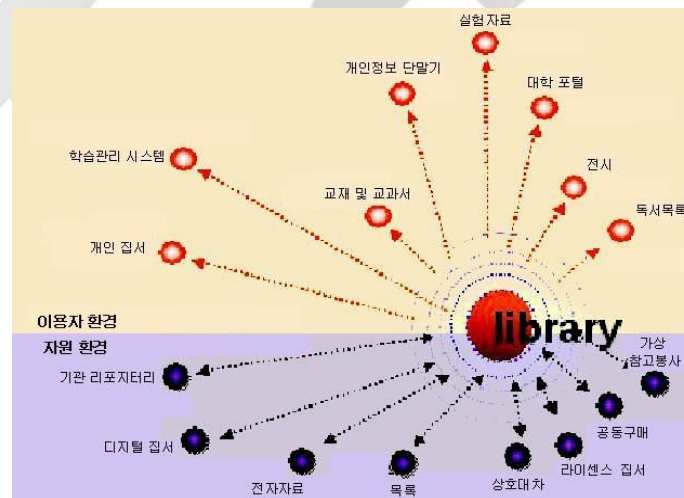 실험자료
개인정보 단말기
대학 포털
학습관리 시스템
전시
교재 및 교과서
독서목록
개인 집서
이용자 환경
library
자원 환경
가상
참고봉사
기관 리포지터리
공동구매
디지털 집서
라이센스 집서
상호대차
전자자료
목록